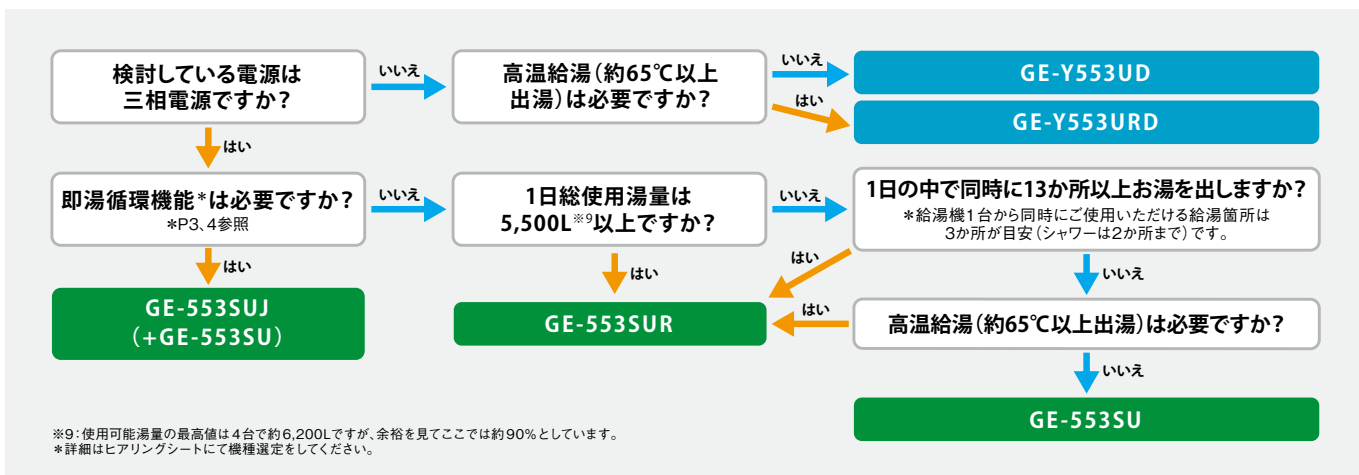 検討している電源は
三相電源ですか？
いいえ
高温給湯（約65℃以上
出湯）は必要ですか？
いいえ
GE-Y553UD
はい
GE-Y553URD
はい
即湯循環機能*は必要ですか？
*P3、4参照
いいえ
1日総使用湯量は
5,500L※9以上ですか？
いいえ
1日の中で同時に13か所以上お湯を出しますか？
*給湯機1台から同時にご使用いただける給湯箇所は
3か所が目安（シャワーは2か所まで）です。
はい
GE-553SUJ
（+GE-553SU）
はい
GE-553SUR
はい
いいえ
はい
高温給湯（約65℃以上出湯）は必要ですか？
いいえ
GE-553SU
※9：使用可能湯量の最高値は4台で約6,200Lですが、余裕を見てここでは約90％としています。
*詳細はヒアリングシートにて機種選定をしてください。